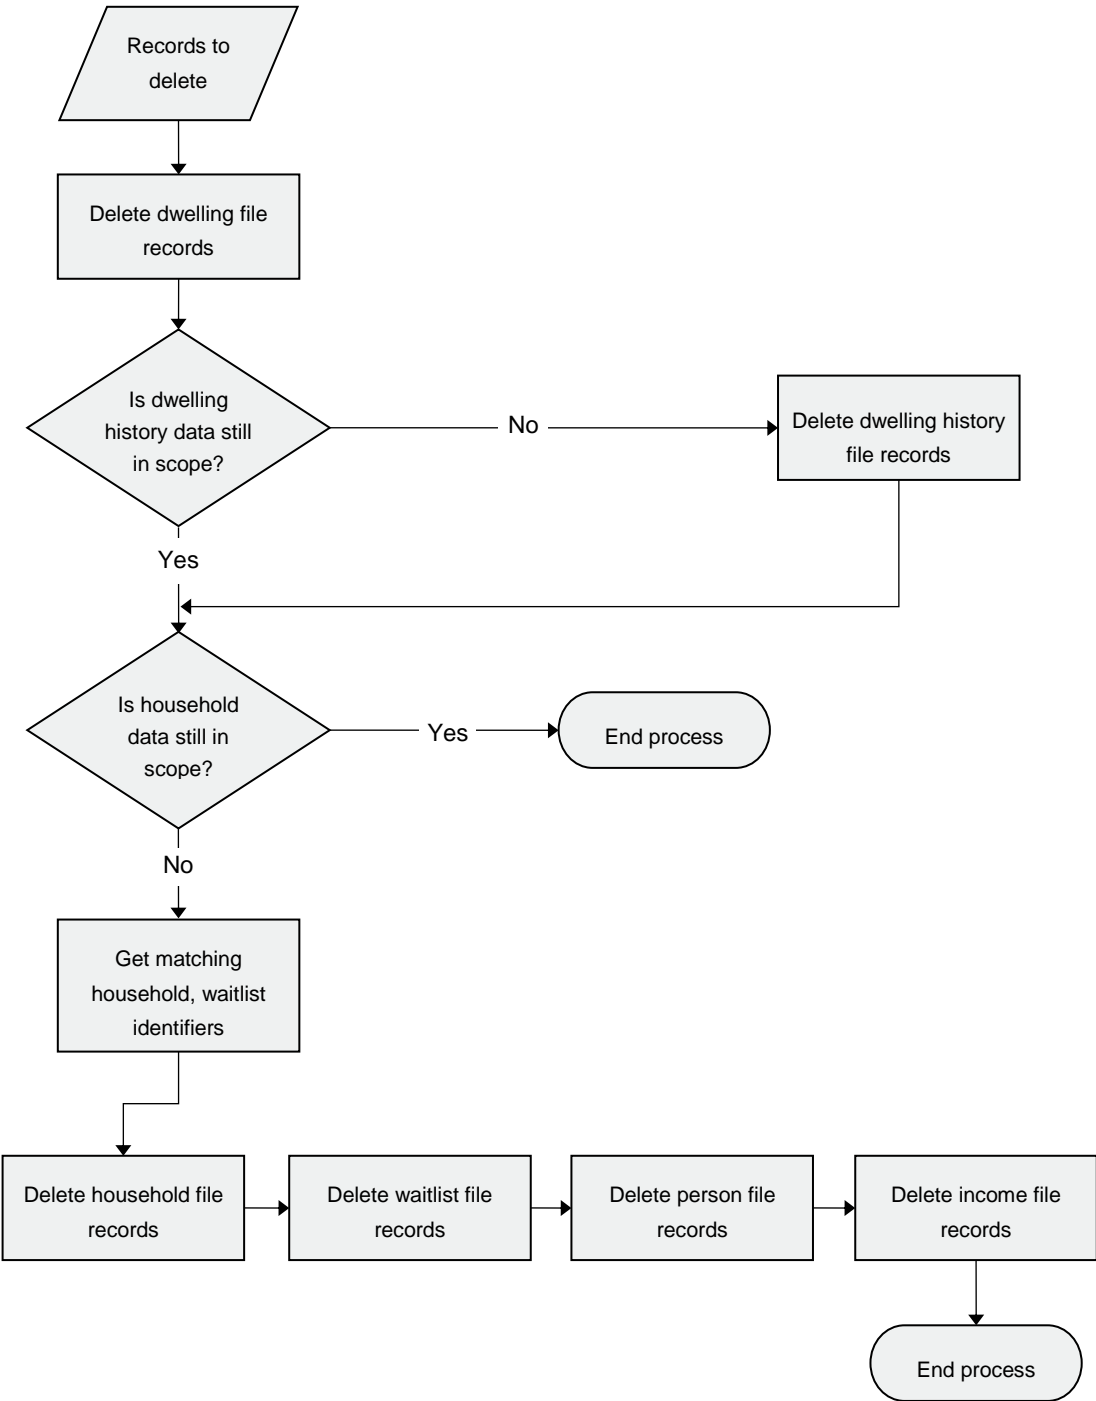 Records to
delete
Delete dwelling file
records
Is dwelling
history data still
in scope?
No
Delete dwelling history
file records
Yes
Is household
data still in
scope?
Yes
End process
No
Get matching
household, waitlist
identifiers
Delete household file
records
Delete waitlist file
records
Delete person file
records
Delete income file
records
End process